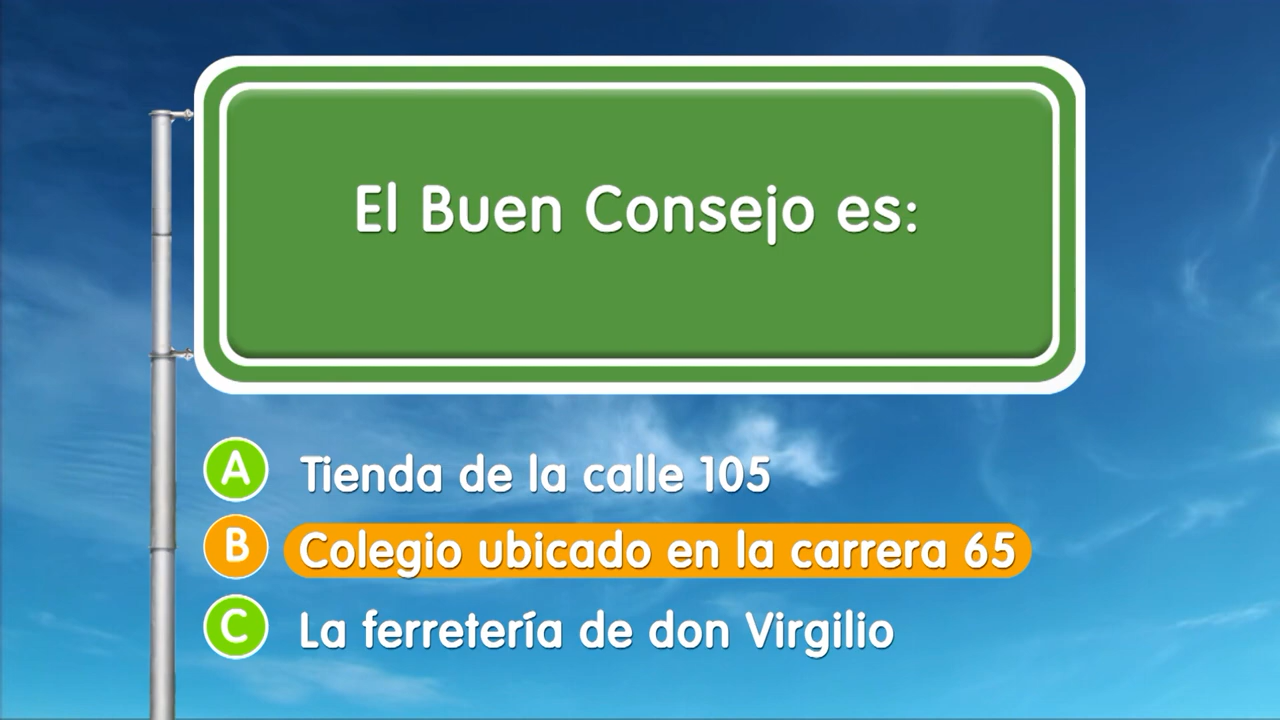 El Buen Consejo es:
A Tienda de la calle 105
B Colegio ubicado en la carrera 65
C La ferretería de don Virgilio